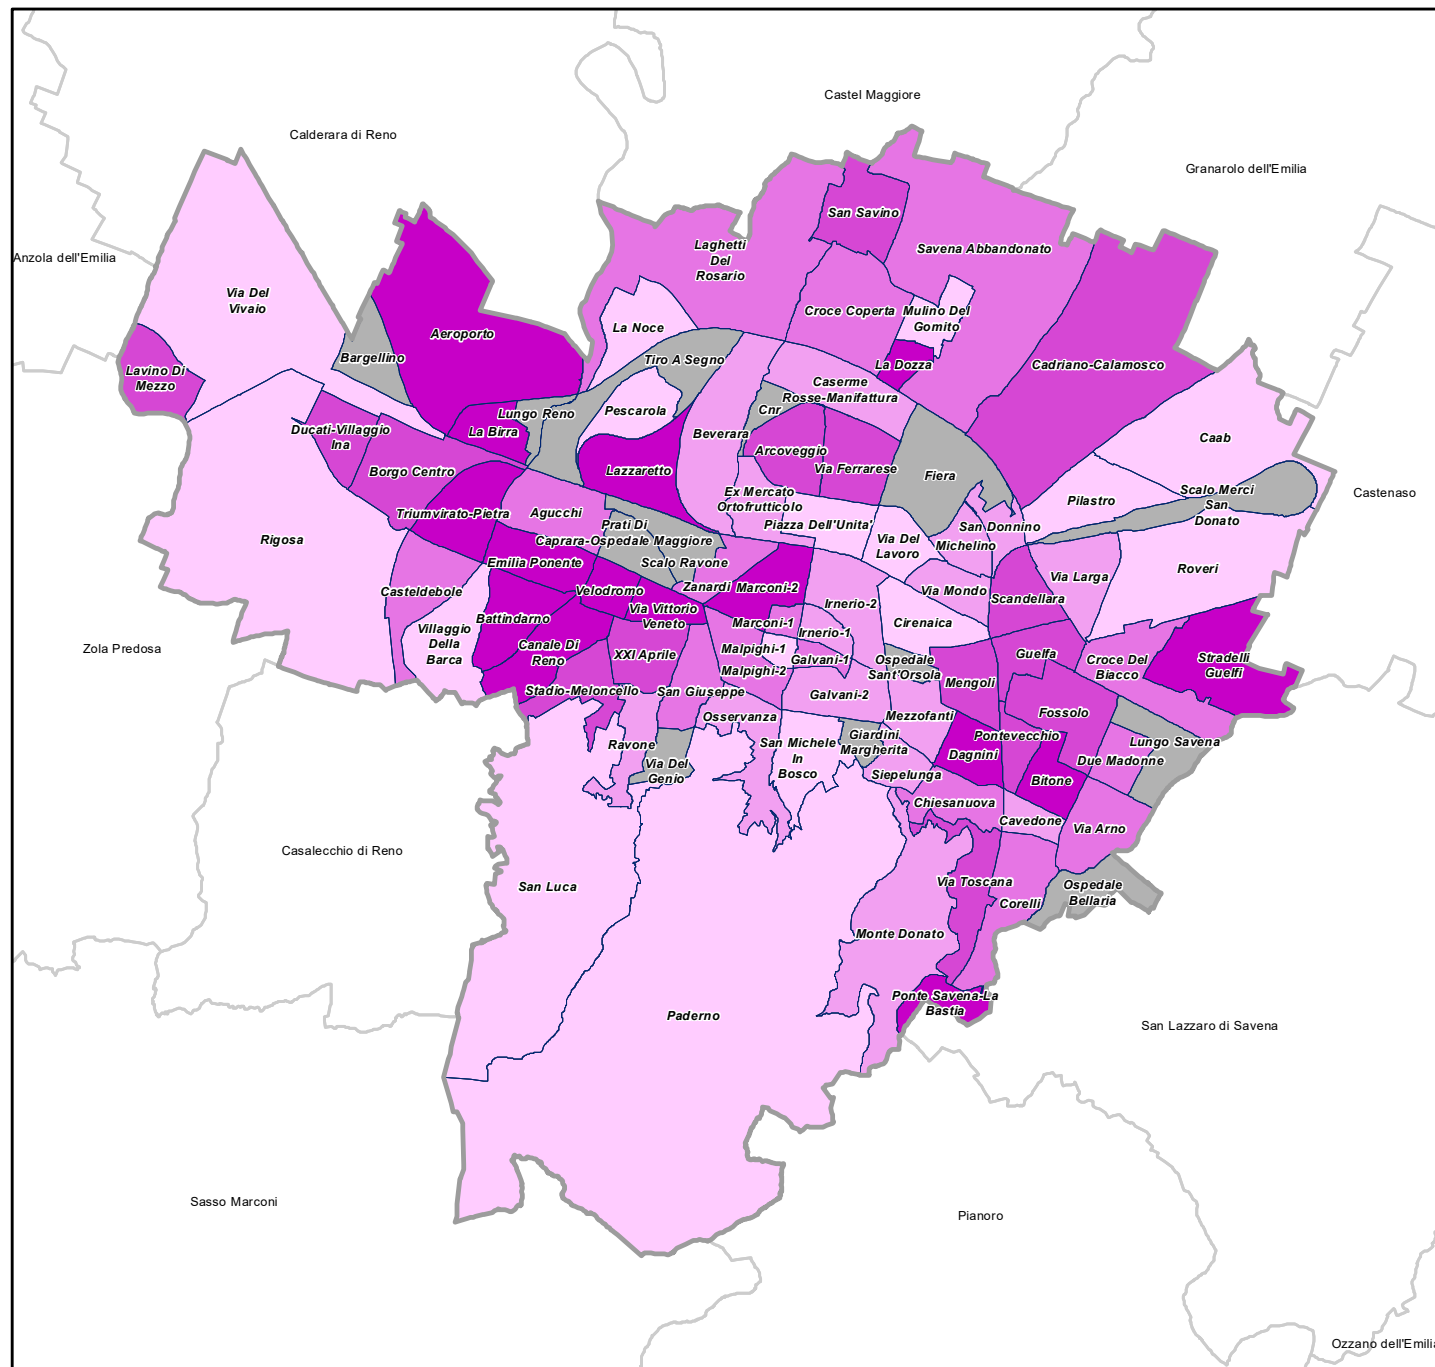 Castel Maggiore
Calderara di Reno
Granarolo dell'Emilia
Anzola dell'Emilia
San Savino
Laghetti
Del
Rosario
Savena Abbandonato
Via Del
Vivaio
Croce Coperta
Mulino Del
Gomito
La Noce
Aeroporto
Bargellino
Tiro A Segno
La Dozza
Cadriano-Calamosco
Lavino Di
Mezzo
Caserme
Rosse-Manifattura
Lungo Reno
Pescarola
Cnr
La Birra
Ducati-Villaggio
Ina
Beverara
Caab
Arcoveggio
Via Ferrarese
Borgo Centro
Lazzaretto
Fiera
Scalo Merci
San
Donato
Castenaso
Ex Mercato
Ortofrutticolo
Pilastro
Triumvirato-Pietra
Agucchi
Prati Di
Caprara-Ospedale Maggiore
Piazza Dell'Unita'
San Donnino
Rigosa
Via Del
Lavoro
Michelino
Emilia Ponente
Scalo Ravone
Roveri
Via Larga
Casteldebole
Velodromo
Zanardi
Marconi-2
Via Mondo
Scandellara
Via Vittorio
Veneto
Irnerio-2
Battindarno
Marconi-1
Cirenaica
Irnerio-1
Villaggio
Della
Barca
Canale Di
Reno
XXI Aprile
Malpighi-1
Zola Predosa
Galvani-1
Ospedale
Sant'Orsola
Guelfa
Croce Del
Biacco
Stradelli
Guelfi
Malpighi-2
Mengoli
Stadio-Meloncello
San Giuseppe
Galvani-2
Osservanza
Mezzofanti
Fossolo
Ravone
San Michele
In
Bosco
Giardini
Margherita
Pontevecchio
Lungo Savena
Dagnini
Due Madonne
Via Del
Genio
Siepelunga
Bitone
Chiesanuova
Cavedone
Via Arno
Casalecchio di Reno
San Luca
Via Toscana
Ospedale
Bellaria
Corelli
Monte Donato
Ponte Savena-La
Bastia
Paderno
San Lazzaro di Savena
Sasso Marconi
Pianoro
Ozzano dell'Emilia